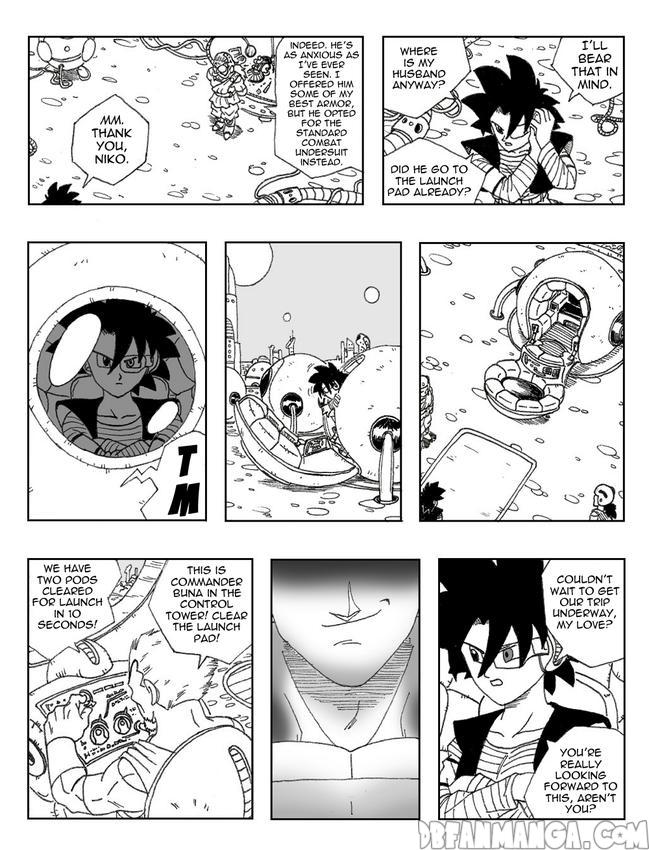 I'LL
BEAR
THAT IN
MIND.
WHERE
IS MY
HUSBAND
ANYWAY?
DID HE GO TO
THE LAUNCH
PAD ALREADY?
INDEED. HE'S
AS ANXIOUS AS
I'VE EVER
SEEN. I
OFFERED HIM
SOME OF MY
BEST ARMOR,
BUT HE OPTED
FOR THE
STANDARD
COMBAT
UNDERSUIT
INSTEAD.
MM.
THANK
YOU,
NIKO.
TM
COULDN'T
WAIT TO GET
OUR TRIP
UNDERWAY,
MY LOVE?
YOU'RE
REALLY
LOOKING
FORWARD TO
THIS, AREN'T
YOU?
THIS IS
COMMANDER
BUNA IN THE
CONTROL
TOWER! CLEAR
THE LAUNCH
PAD!
WE HAVE
TWO PODS
CLEARED
FOR LAUNCH
IN 10
SECONDS!
DBFANMANGA.COM